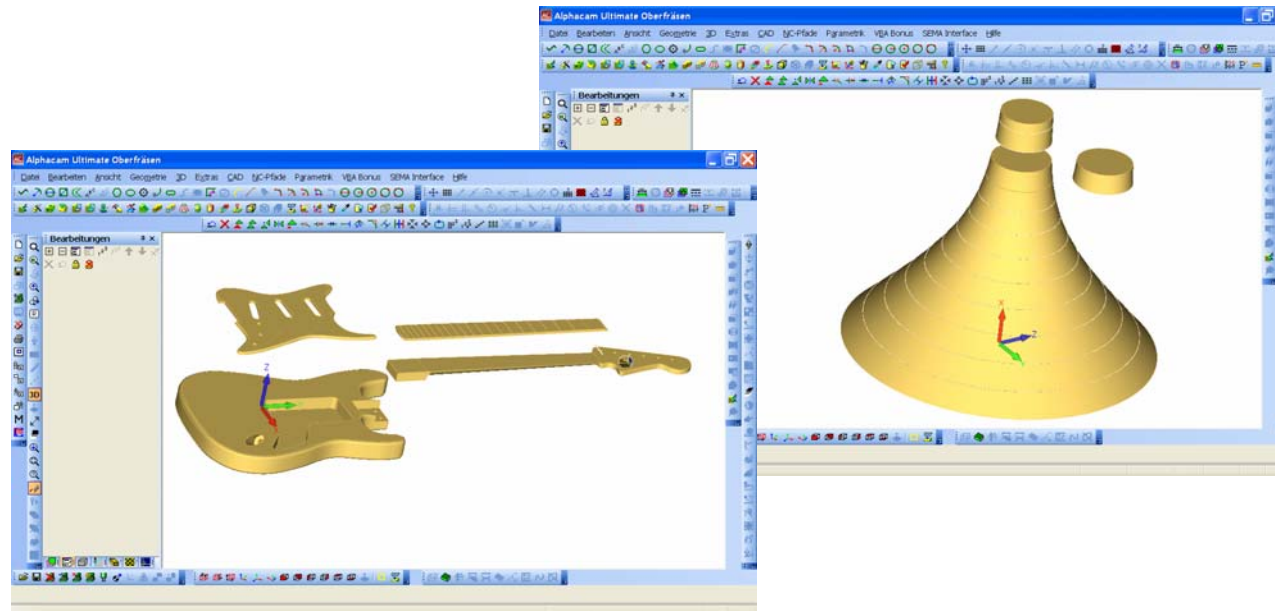 Alphacam Ultimate Oberfräsen
Datei Bearbeiten Ansicht Geometrie 3D Extras CAD NC-Pfade Parametrik VBA Bonus SEMA Interface Hilfe
Bearbeitungen
X
Z
Alphacam Ultimate Oberfräsen
Datei Bearbeiten Ansicht Geometrie 3D Extras CAD NC-Pfade Parametrik VBA Bonus SEMA Interface Hilfe
Bearbeitungen
3D
M
Z